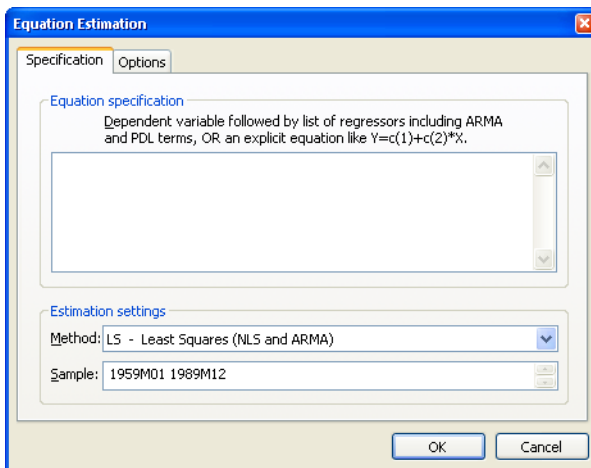 Equation Estimation
Specification Options
Equation specification
Dependent variable followed by list of regressors including ARMA
and PDL terms, OR an explicit equation like Y=c(1)+c(2)*X.
Estimation settings
Method: LS - Least Squares (NLS and ARMA)
Sample: 1959M01 1989M12
OK Cancel